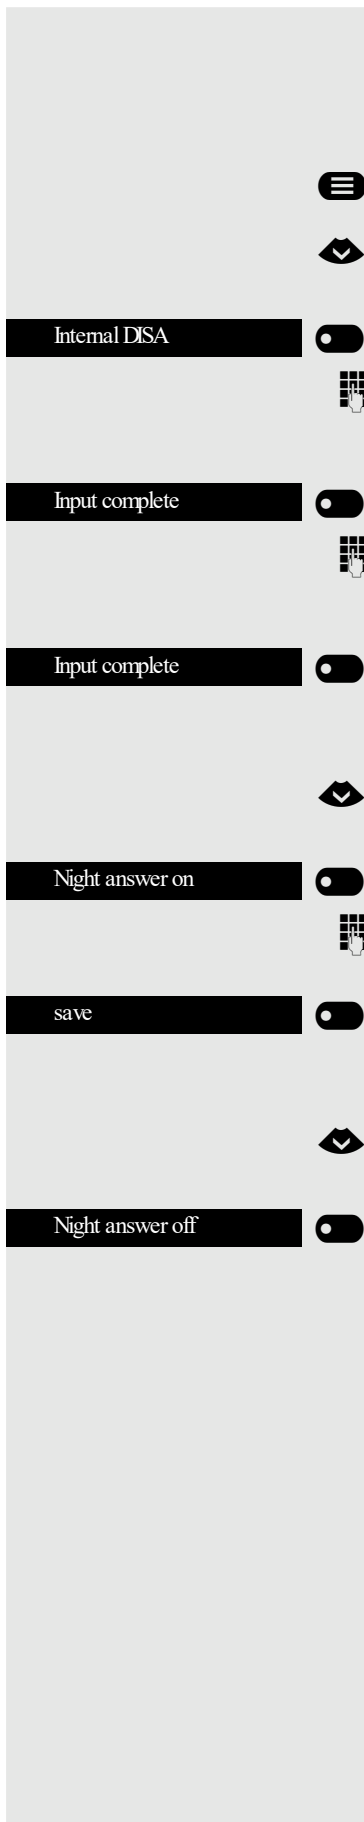 Internal DISA
Input complete
Input complete
Night answer on
save
Night answer off